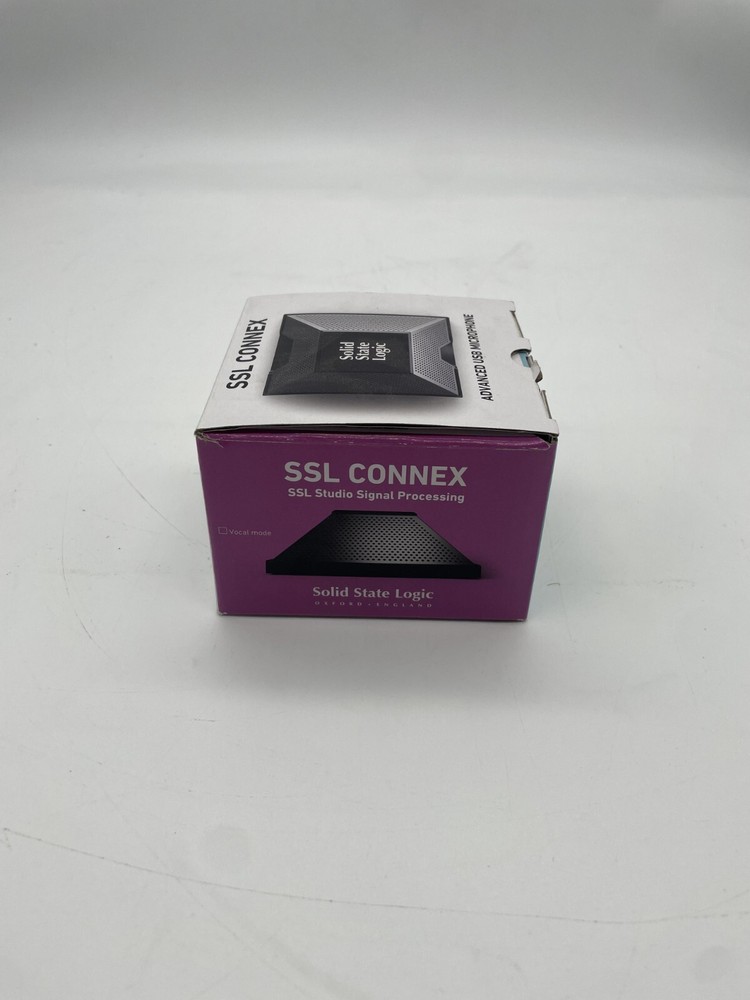 SSL CONNEX
Solid
State
Logic
ADVANCED USB MICROPHONE
SSL CONNEX
SSL Studio Signal Processing
Vocal mode
Solid State Logic
OXFORD • ENGLAND